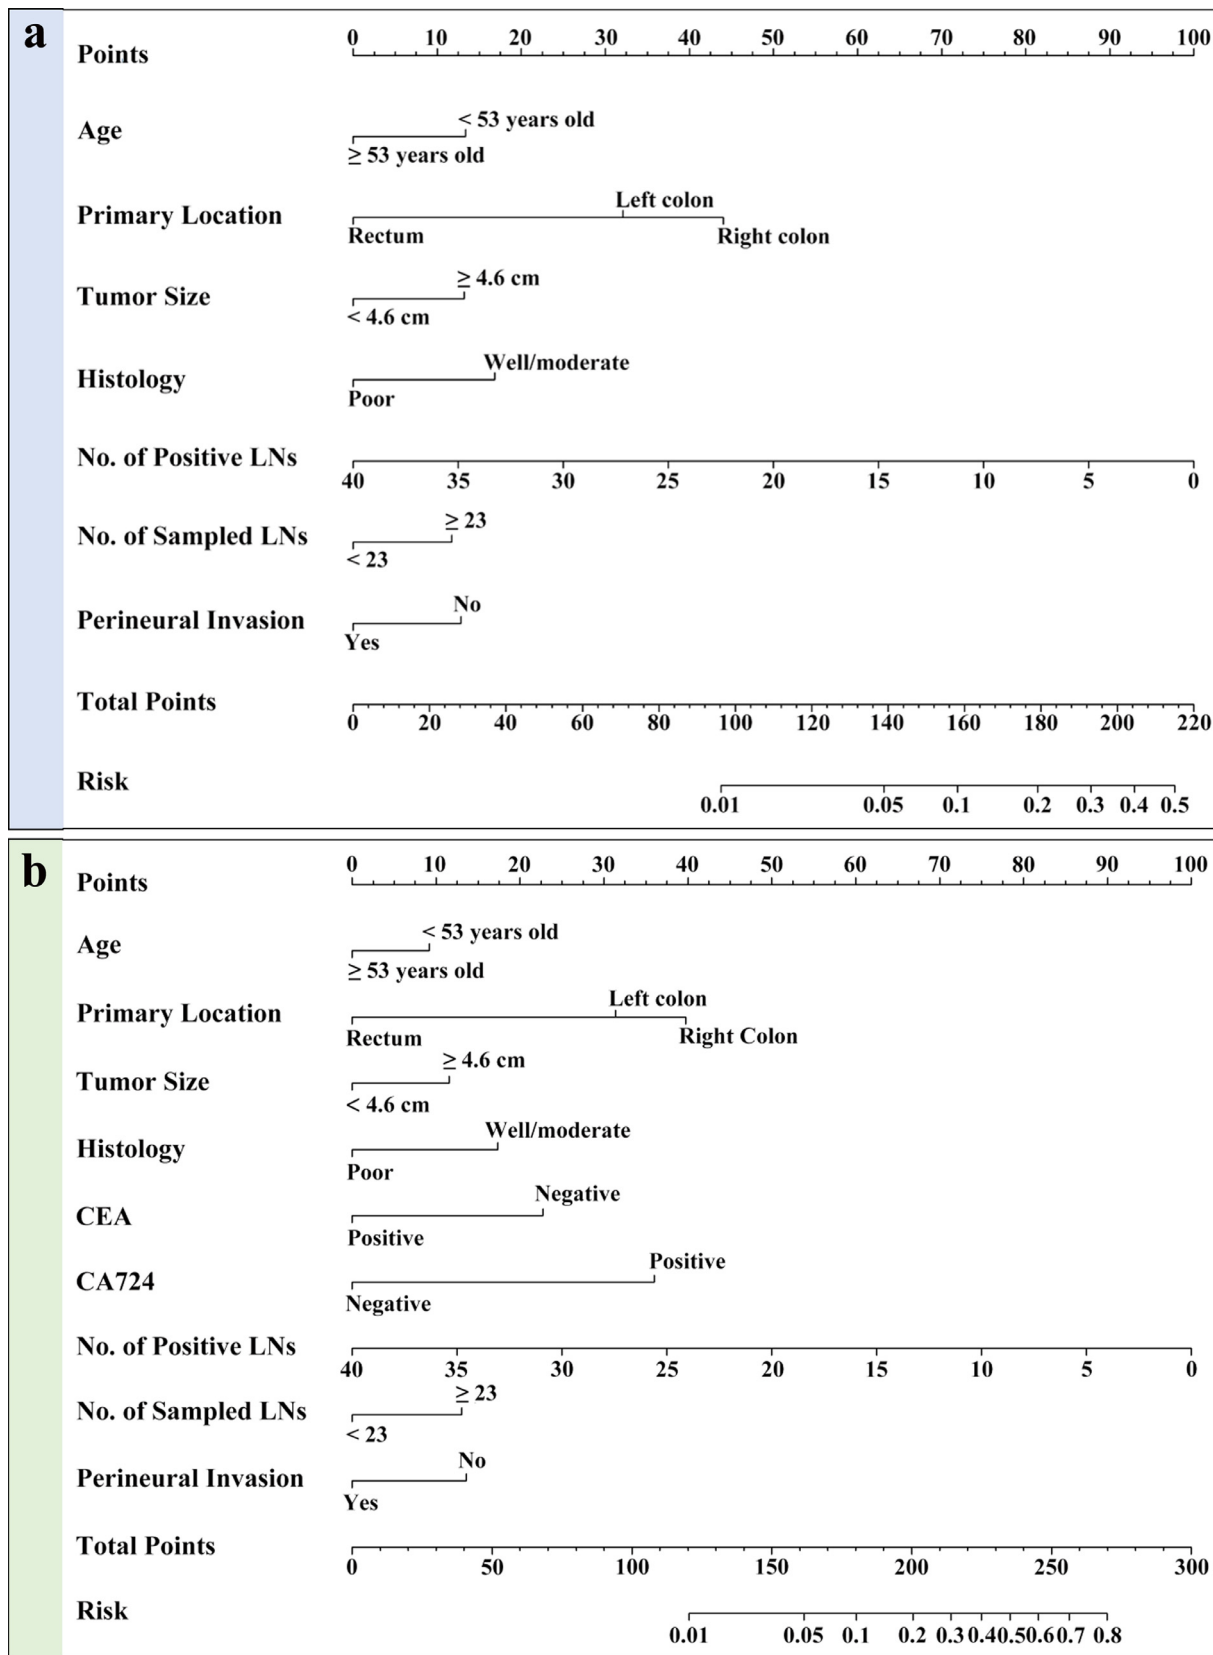 a
0 10 20 30 40 50 60 70 80 90 100
Points
< 53 years old
Age
≥ 53 years old
Left colon
Primary Location
Rectum Right colon
≥ 4.6 cm
Tumor Size
< 4.6 cm
Well/moderate
Histology
Poor
No. of Positive LNs
40 35 30 25 20 15 10 5 0
≥ 23
No. of Sampled LNs
< 23
No
Perineural Invasion
Yes
Total Points
0 20 40 60 80 100 120 140 160 180 200 220
Risk
0.01 0.05 0.1 0.2 0.3 0.4 0.5
b
0 10 20 30 40 50 60 70 80 90 100
Points
< 53 years old
Age
≥ 53 years old
Left colon
Primary Location
Rectum Right Colon
≥ 4.6 cm
Tumor Size
< 4.6 cm
Well/moderate
Histology
Poor
Negative
CEA
Positive
Positive
CA724
Negative
No. of Positive LNs
40 35 30 25 20 15 10 5 0
≥ 23
No. of Sampled LNs
< 23
No
Perineural Invasion
Yes
Total Points
0 50 100 150 200 250 300
Risk
0.01 0.05 0.1 0.2 0.3 0.4 0.5 0.6 0.7 0.8